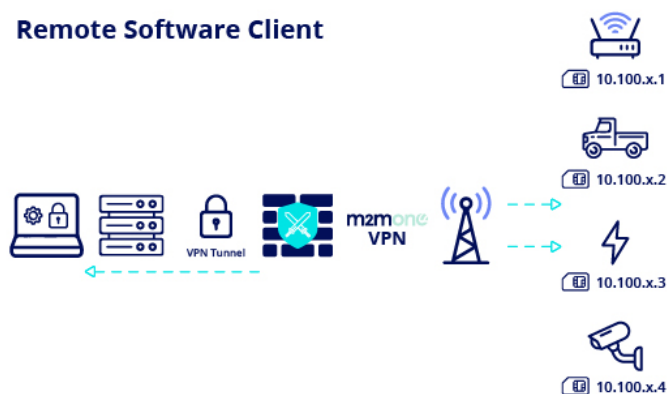 Remote Software Client
10.100.x.1
10.100.x.2
VPN Tunnel
m2mone
VPN
10.100.x.3
10.100.x.4